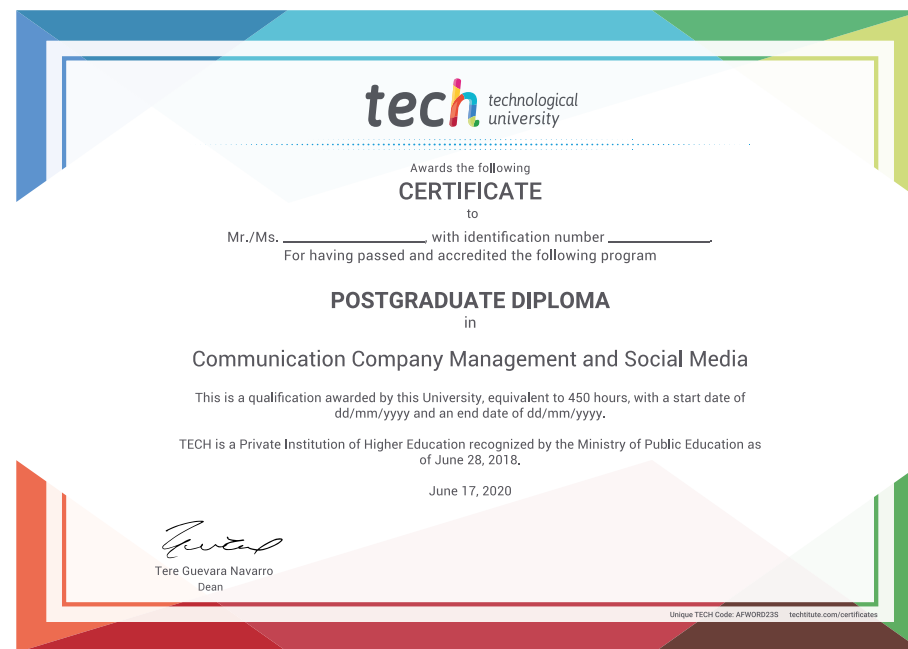 tech technological
university
Awards the following
CERTIFICATE
to
Mr./Ms. ____________, with identification number ____________.
For having passed and accredited the following program
POSTGRADUATE DIPLOMA
in
Communication Company Management and Social Media
This is a qualification awarded by this University, equivalent to 450 hours, with a start date of
dd/mm/yyyy and an end date of dd/mm/yyyy.
TECH is a Private Institution of Higher Education recognized by the Ministry of Public Education as
of June 28, 2018.
June 17, 2020
Tere Guevara Navarro
Dean
Unique TECH Code: AFWORD23S techtitute.com/certificates